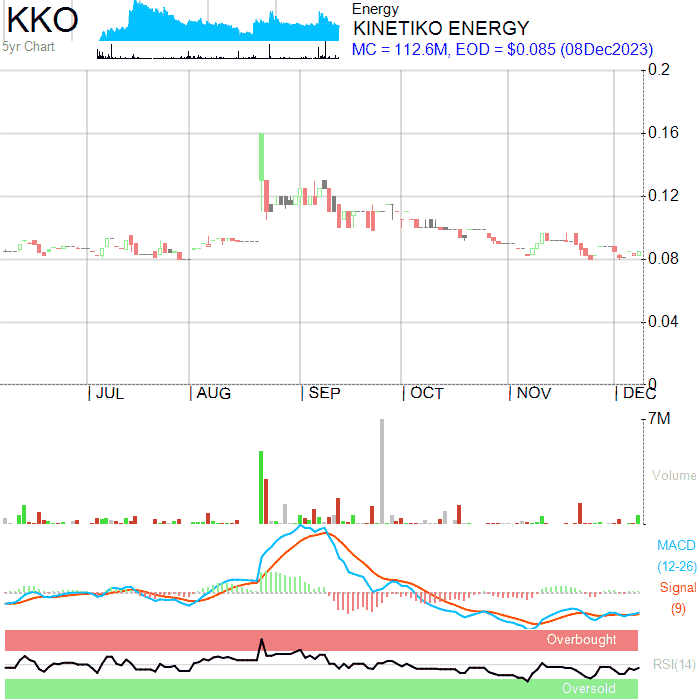 KKO
5yr Chart
Energy
KINETIKO ENERGY
MC = 112.6M, EOD = $0.085 (08Dec2023)
0.2
0.16
0.12
0.08
0.04
0
JUL AUG SEP OCT NOV DEC
7M
Volume
MACD
(12-26)
Signal
(9)
Overbought
RSI(14)
Oversold